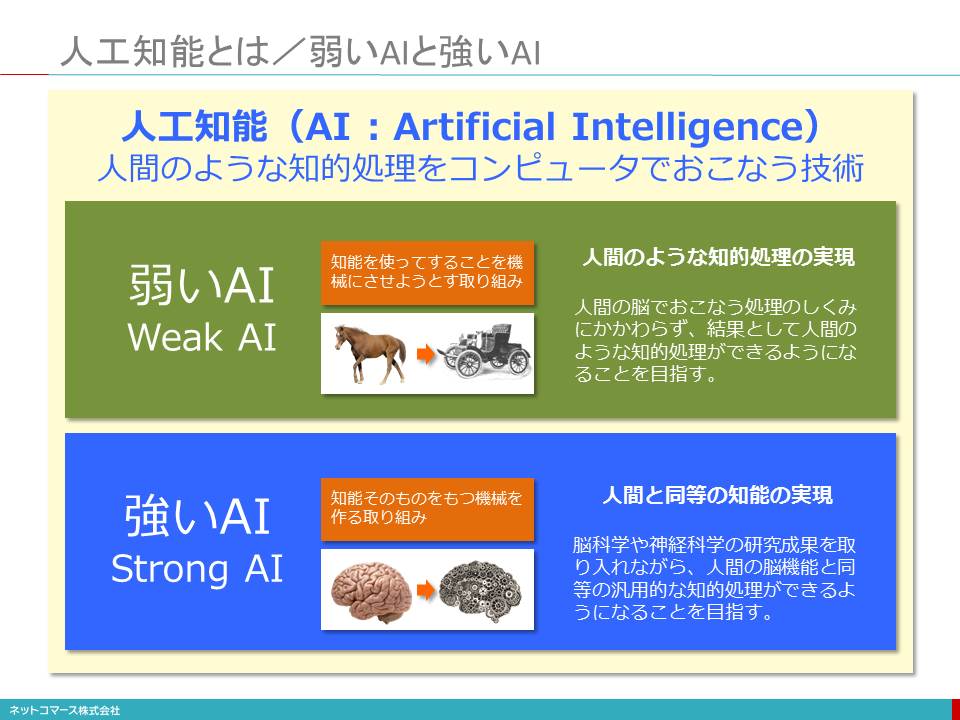 人工知能とは／弱いAIと強いAI
人工知能（AI : Artificial Intelligence）
人間のような知的処理をコンピュータでおこなう技術
弱いAI
Weak AI
知能を使ってすることを機
械にさせようとす取り組み
人間のような知的処理の実現
人間の脳でおこなう処理のしくみ
にかかわらず、結果として人間の
ような知的処理ができるようにな
ることを目指す。
強いAI
Strong AI
知能そのものをもつ機械を
作る取り組み
人間と同等の知能の実現
脳科学や神経科学の研究成果を取
り入れながら、人間の脳機能と同
等の汎用的な知的処理ができるよ
うになることを目指す。
ネットコマース株式会社